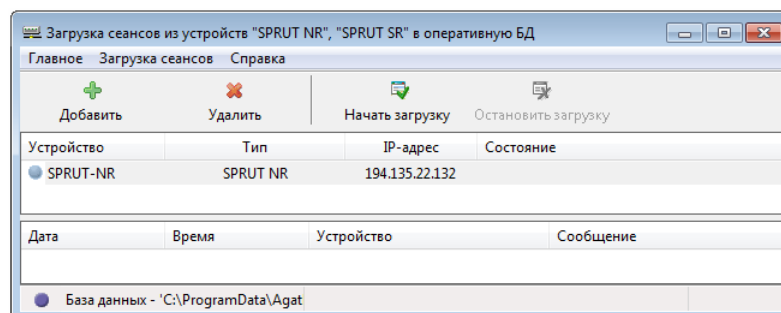 Загрузка сеансов из устройств "SPRUT NR", "SPRUT SR" в оперативную БД
Главное Загрузка сеансов Справка
Добавить Удалить Начать загрузку Остановить загрузку
Устройство Тип IP-адрес Состояние
SPRUT-NR SPRUT NR 194.135.22.132
Дата Время Устройство Сообщение
База данных - 'C:\ProgramData\Agat